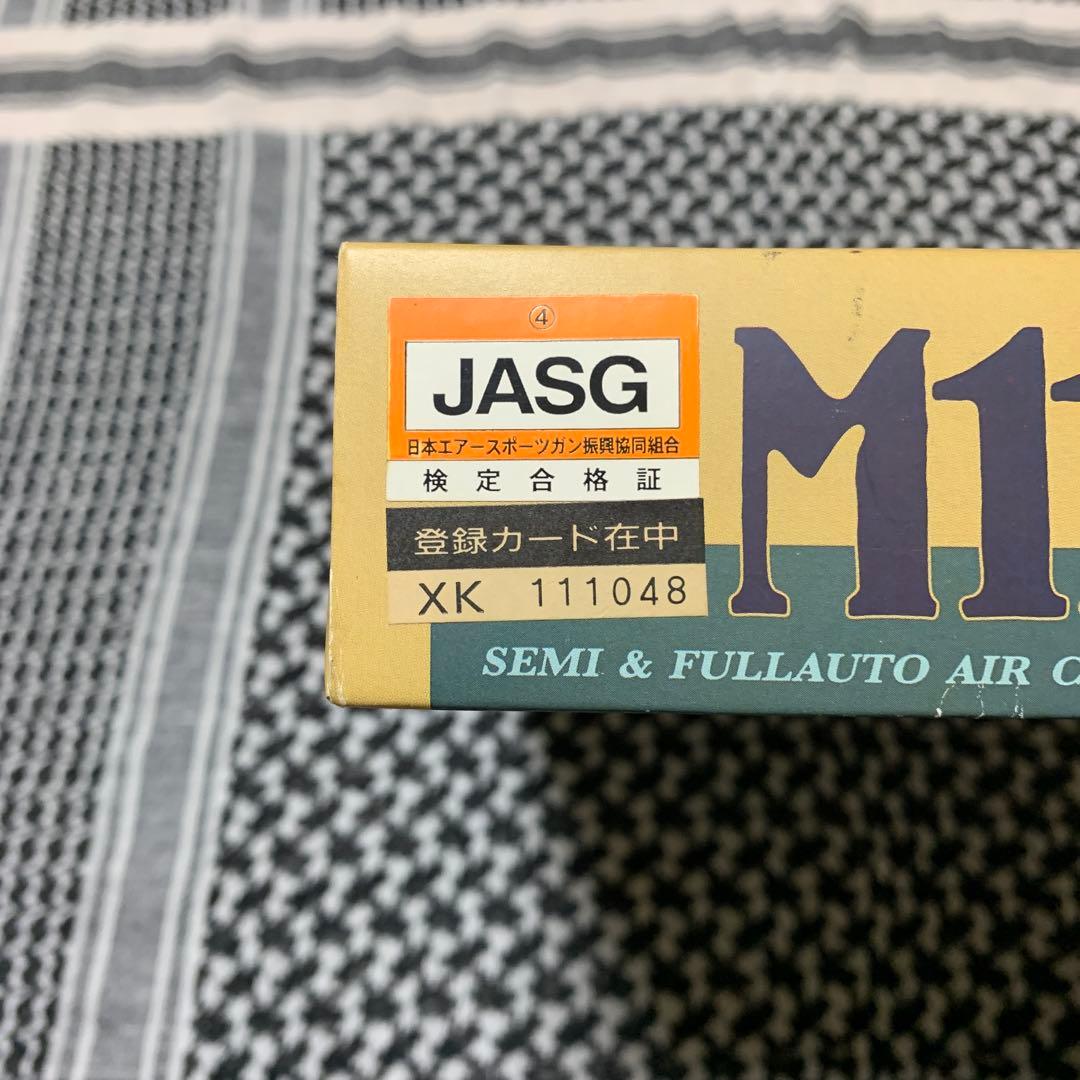 ④
JASG
日本エアースポーツガン振興協同組合
検定合格証
登録カード在中
XK 111048
M11
SEMI & FULLAUTO AIR